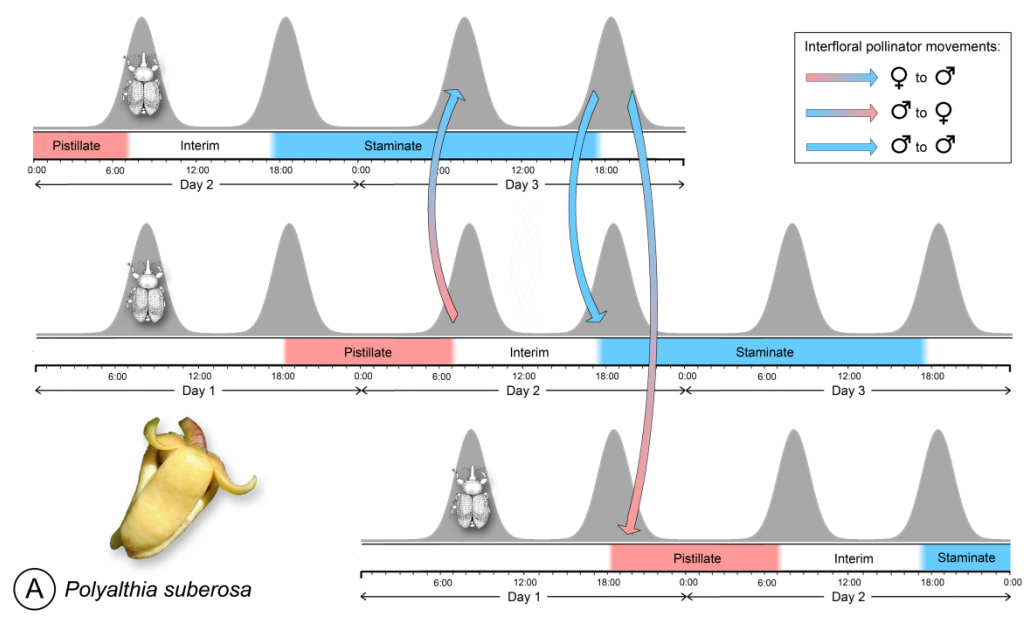 Interfloral pollinator movements:
♀ to ♂
♂ to ♀
♂ to ♂
Pistillate Interim Staminate
0:00 6:00 12:00 18:00 0:00 12:00 18:00
Day 2 Day 3
Pistillate Interim Staminate
6:00 12:00 18:00 0:00 6:00 12:00 18:00 0:00 6:00 12:00 18:00
Day 1 Day 2 Day 3
Pistillate Interim Staminate
6:00 12:00 18:00 0:00 6:00 12:00 18:00 0:00
Day 1 Day 2
A Polyalthia suberosa